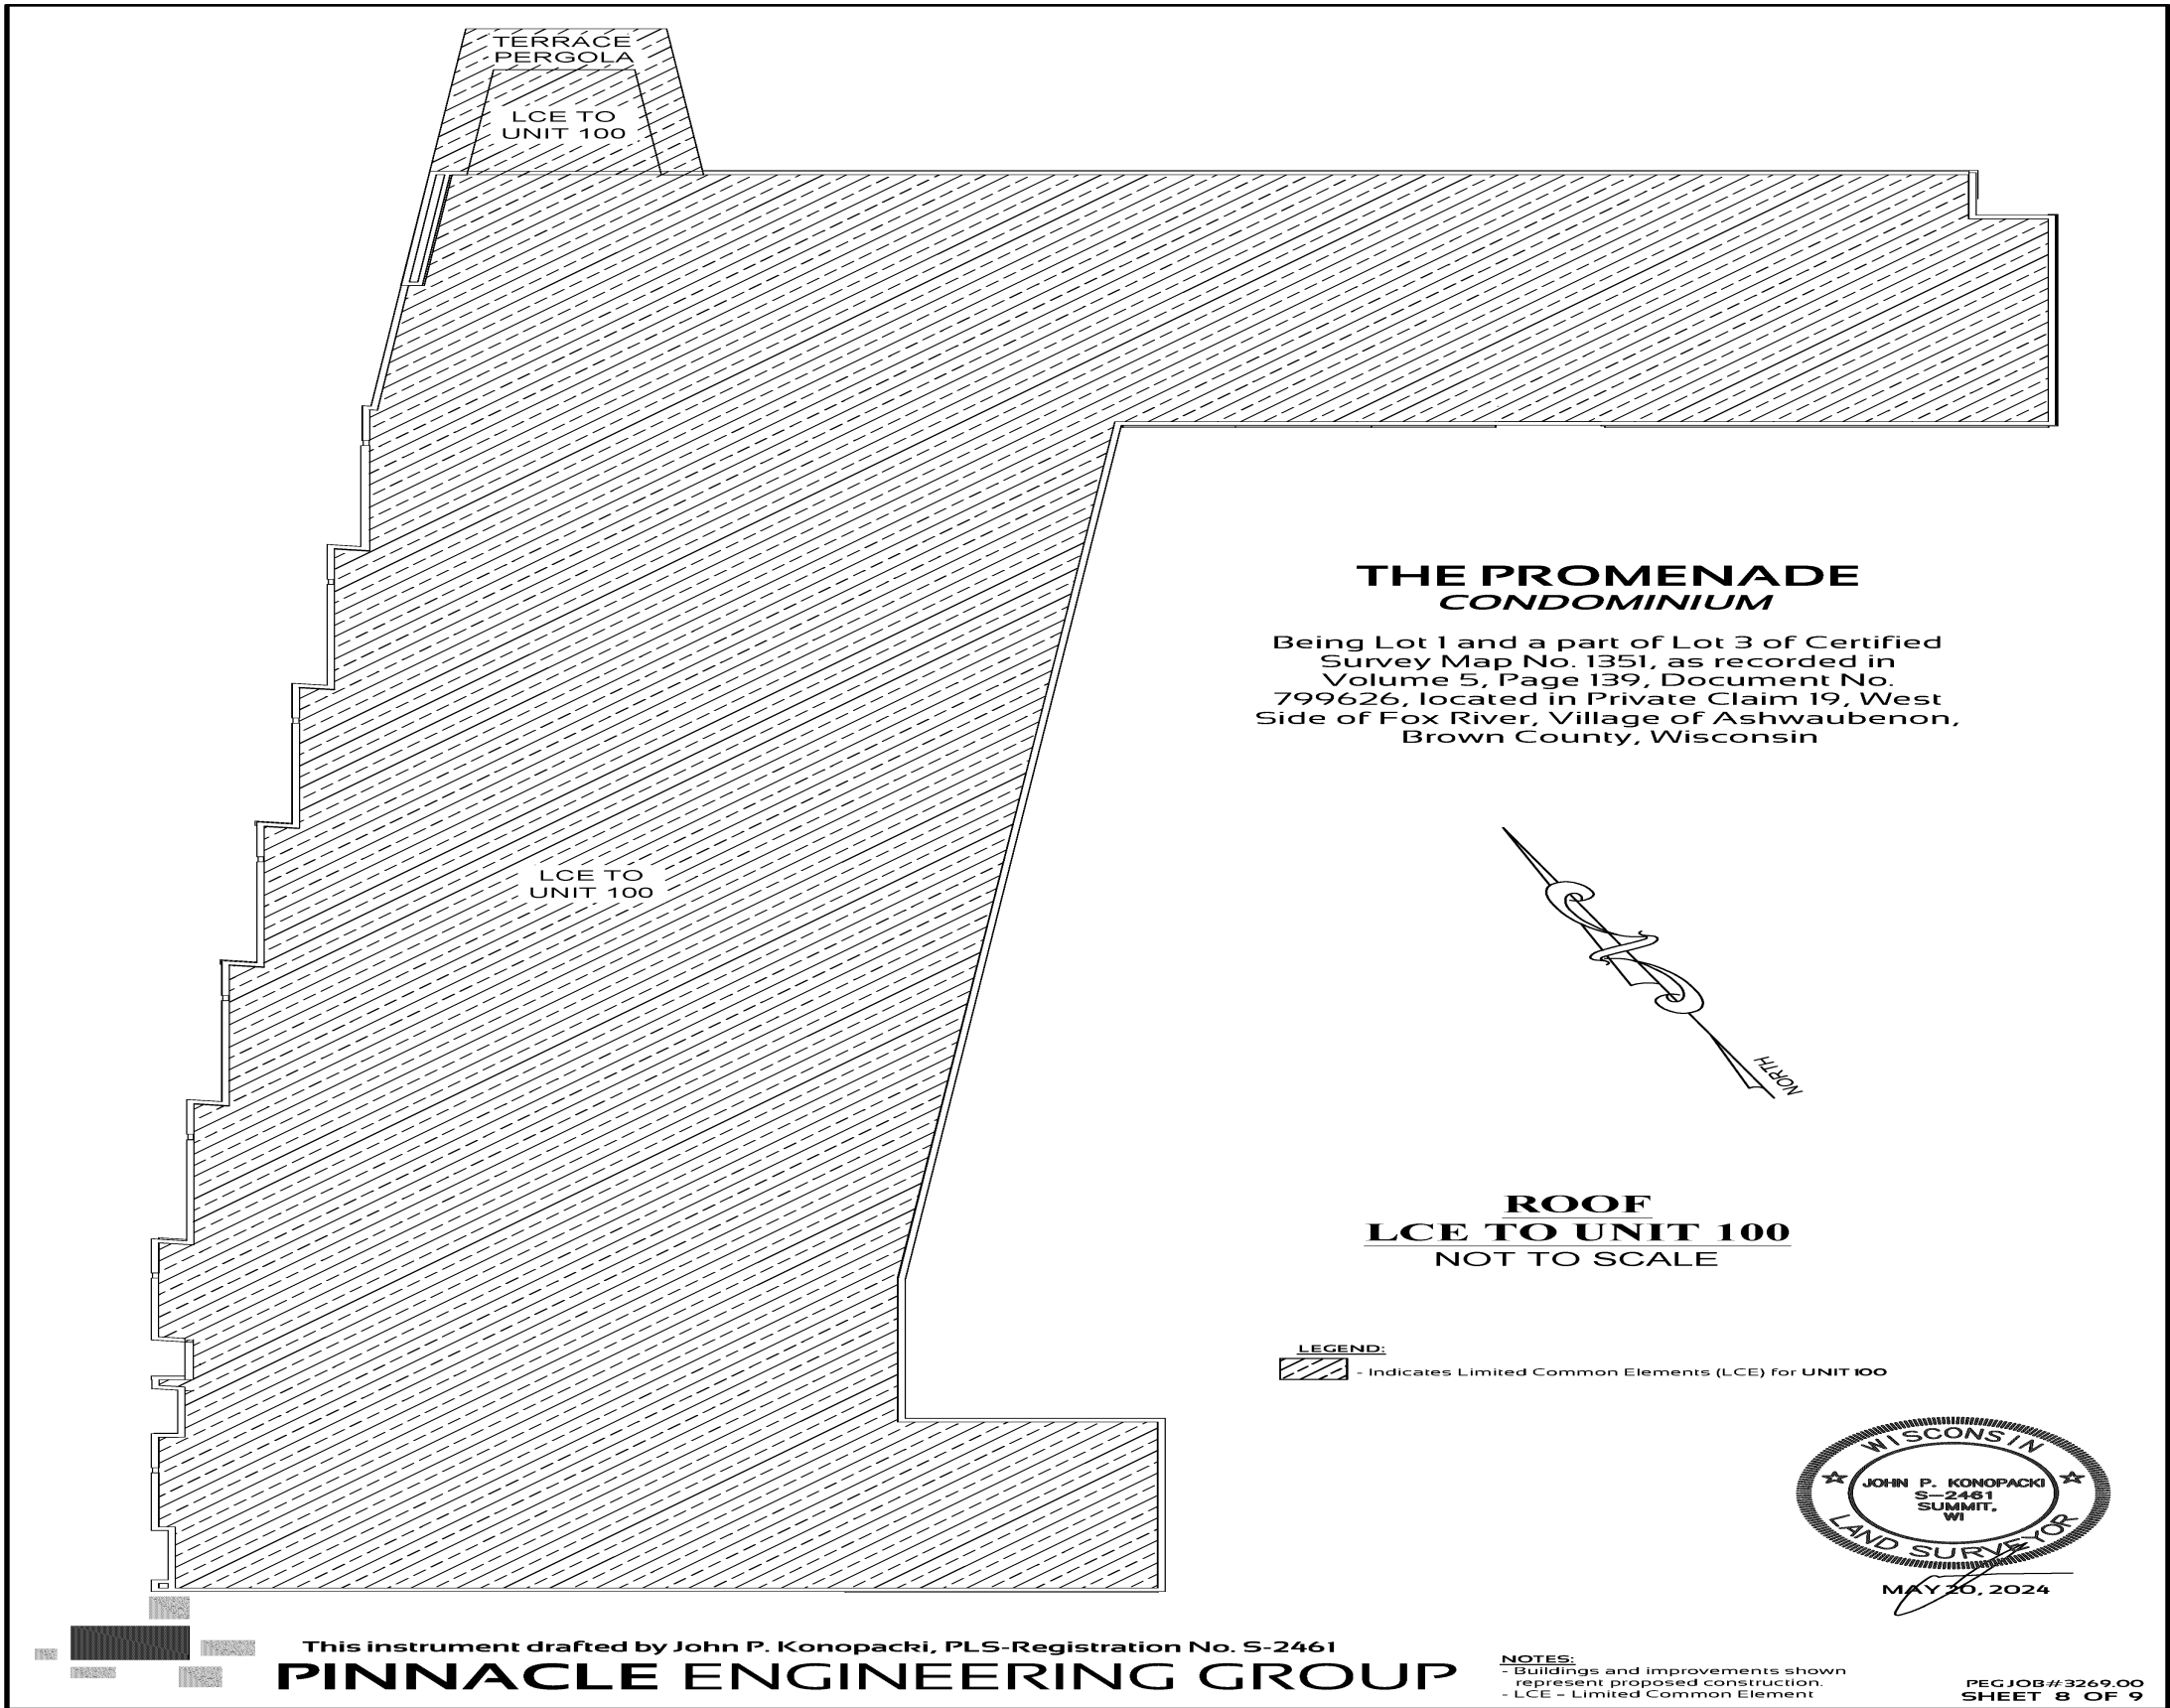 TERRACE
PERGOLA
LCE TO
UNIT 100
LCE TO
UNIT 100
THE PROMENADE
CONDOMINIUM
Being Lot 1 and a part of Lot 3 of Certified
Survey Map No. 1351, as recorded in
Volume 5, Page 139, Document No.
799626, located in Private Claim 19, West
Side of Fox River, Village of Ashwaubenon,
Brown County, Wisconsin
NORTH
ROOF
LCE TO UNIT 100
NOT TO SCALE
LEGEND:
- Indicates Limited Common Elements (LCE) for UNIT 100
WISCONSIN
JOHN P. KONOPACKI
S-2461
SUMMIT,
WI
LAND SURVEYOR
MAY 20, 2024
This instrument drafted by John P. Konopacki, PLS-Registration No. S-2461
PINNACLE ENGINEERING GROUP
NOTES:
- Buildings and improvements shown
represent proposed construction.
- LCE - Limited Common Element
PEG JOB#3269.00
SHEET 8 OF 9